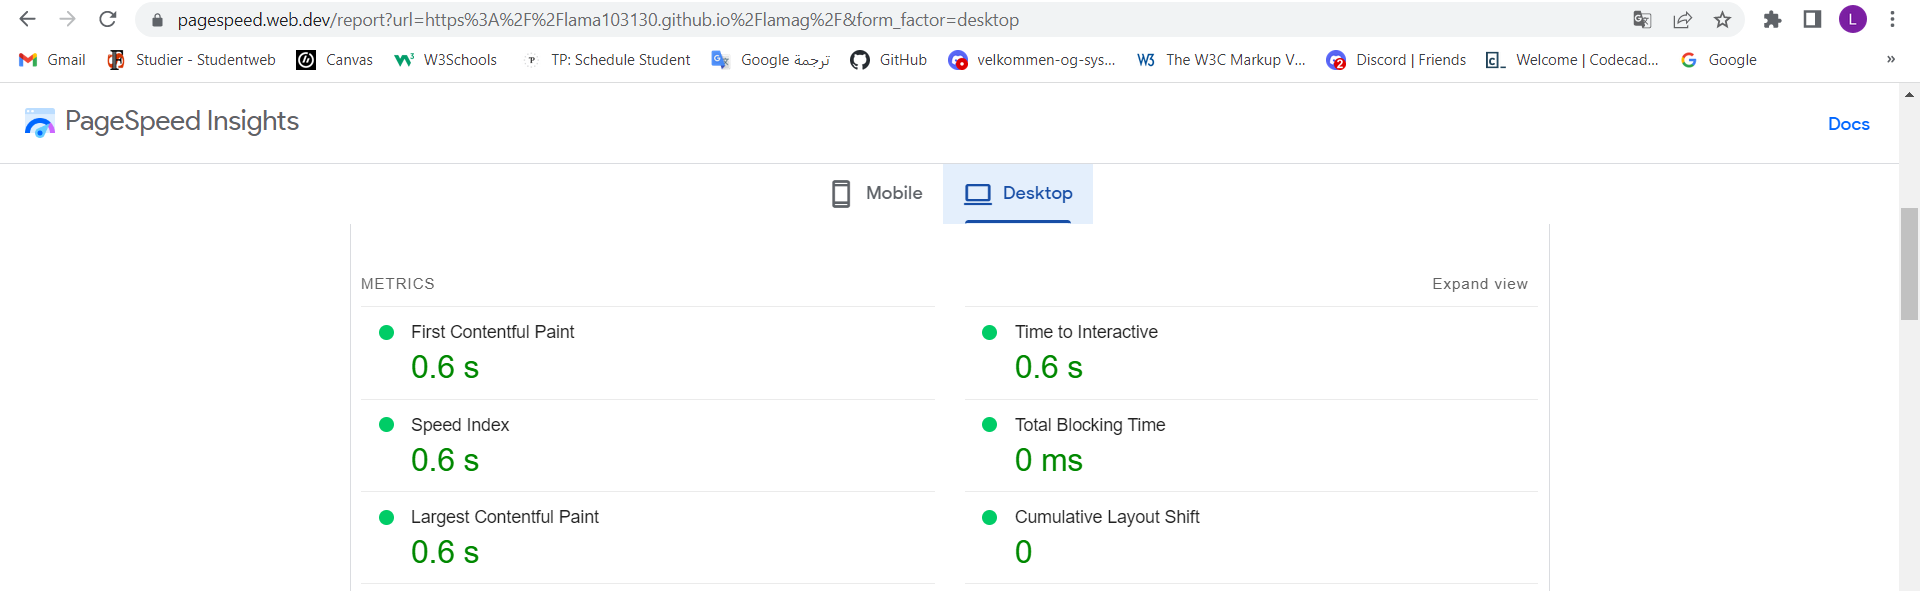 pagespeed.web.dev/report?url=https%3A%2F%2Flama103130.github.io%2Flamag%2F&form_factor=desktop
L
Gmail Studier - Studentweb Canvas W3Schools TP: Schedule Student ترجمة Google GitHub velkommen-og-sys... The W3C Markup V... Discord | Friends Welcome | Codecad... Google »
PageSpeed Insights
Docs
Mobile Desktop
METRICS Expand view
First Contentful Paint
0.6 s
Time to Interactive
0.6 s
Speed Index
0.6 s
Total Blocking Time
0 ms
Largest Contentful Paint
0.6 s
Cumulative Layout Shift
0